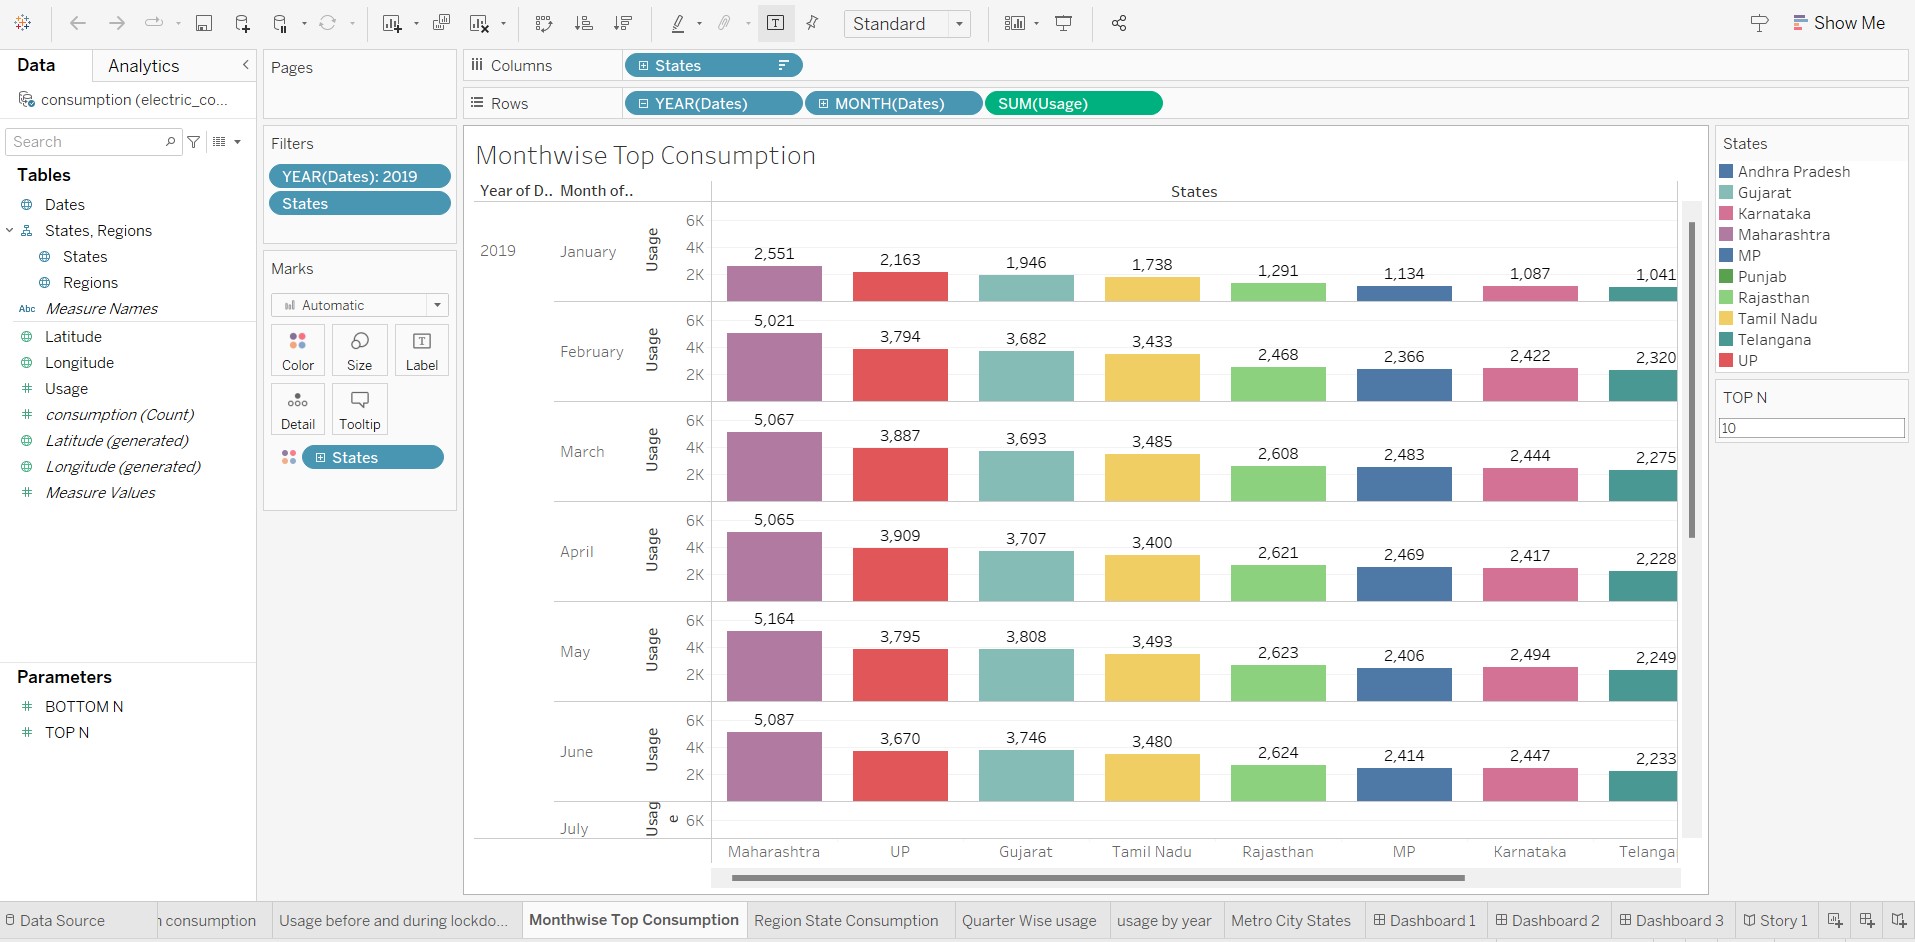 Standard
Show Me
Data
Analytics
consumption (electric_co...
Search
Tables
Dates
States, Regions
States
Regions
Abc Measure Names
Latitude
Longitude
Usage
consumption (Count)
Latitude (generated)
Longitude (generated)
Measure Values
Parameters
BOTTOM N
TOP N
Pages
Filters
YEAR(Dates): 2019
States
Marks
Automatic
Color Size Label
Detail Tooltip
States
Columns States
Rows YEAR(Dates) MONTH(Dates) SUM(Usage)
Monthwise Top Consumption
Year of D.. Month of.. States
2019 January Usage 6K 4K 2K 2,551 2,163 1,946 1,738 1,291 1,134 1,087 1,041
February Usage 6K 4K 2K 5,021 3,794 3,682 3,433 2,468 2,366 2,422 2,320
March Usage 6K 4K 2K 5,067 3,887 3,693 3,485 2,608 2,483 2,444 2,275
April Usage 6K 4K 2K 5,065 3,909 3,707 3,400 2,621 2,469 2,417 2,228
May Usage 6K 4K 2K 5,164 3,795 3,808 3,493 2,623 2,406 2,494 2,249
June Usage 6K 4K 2K 5,087 3,670 3,746 3,480 2,624 2,414 2,447 2,233
July Usage 6K
Maharashtra UP Gujarat Tamil Nadu Rajasthan MP Karnataka Telanga
States
Andhra Pradesh
Gujarat
Karnataka
Maharashtra
MP
Punjab
Rajasthan
Tamil Nadu
Telangana
UP
TOP N
10
Data Source n consumption Usage before and during lockdo... Monthwise Top Consumption Region State Consumption Quarter Wise usage usage by year Metro City States Dashboard 1 Dashboard 2 Dashboard 3 Story 1